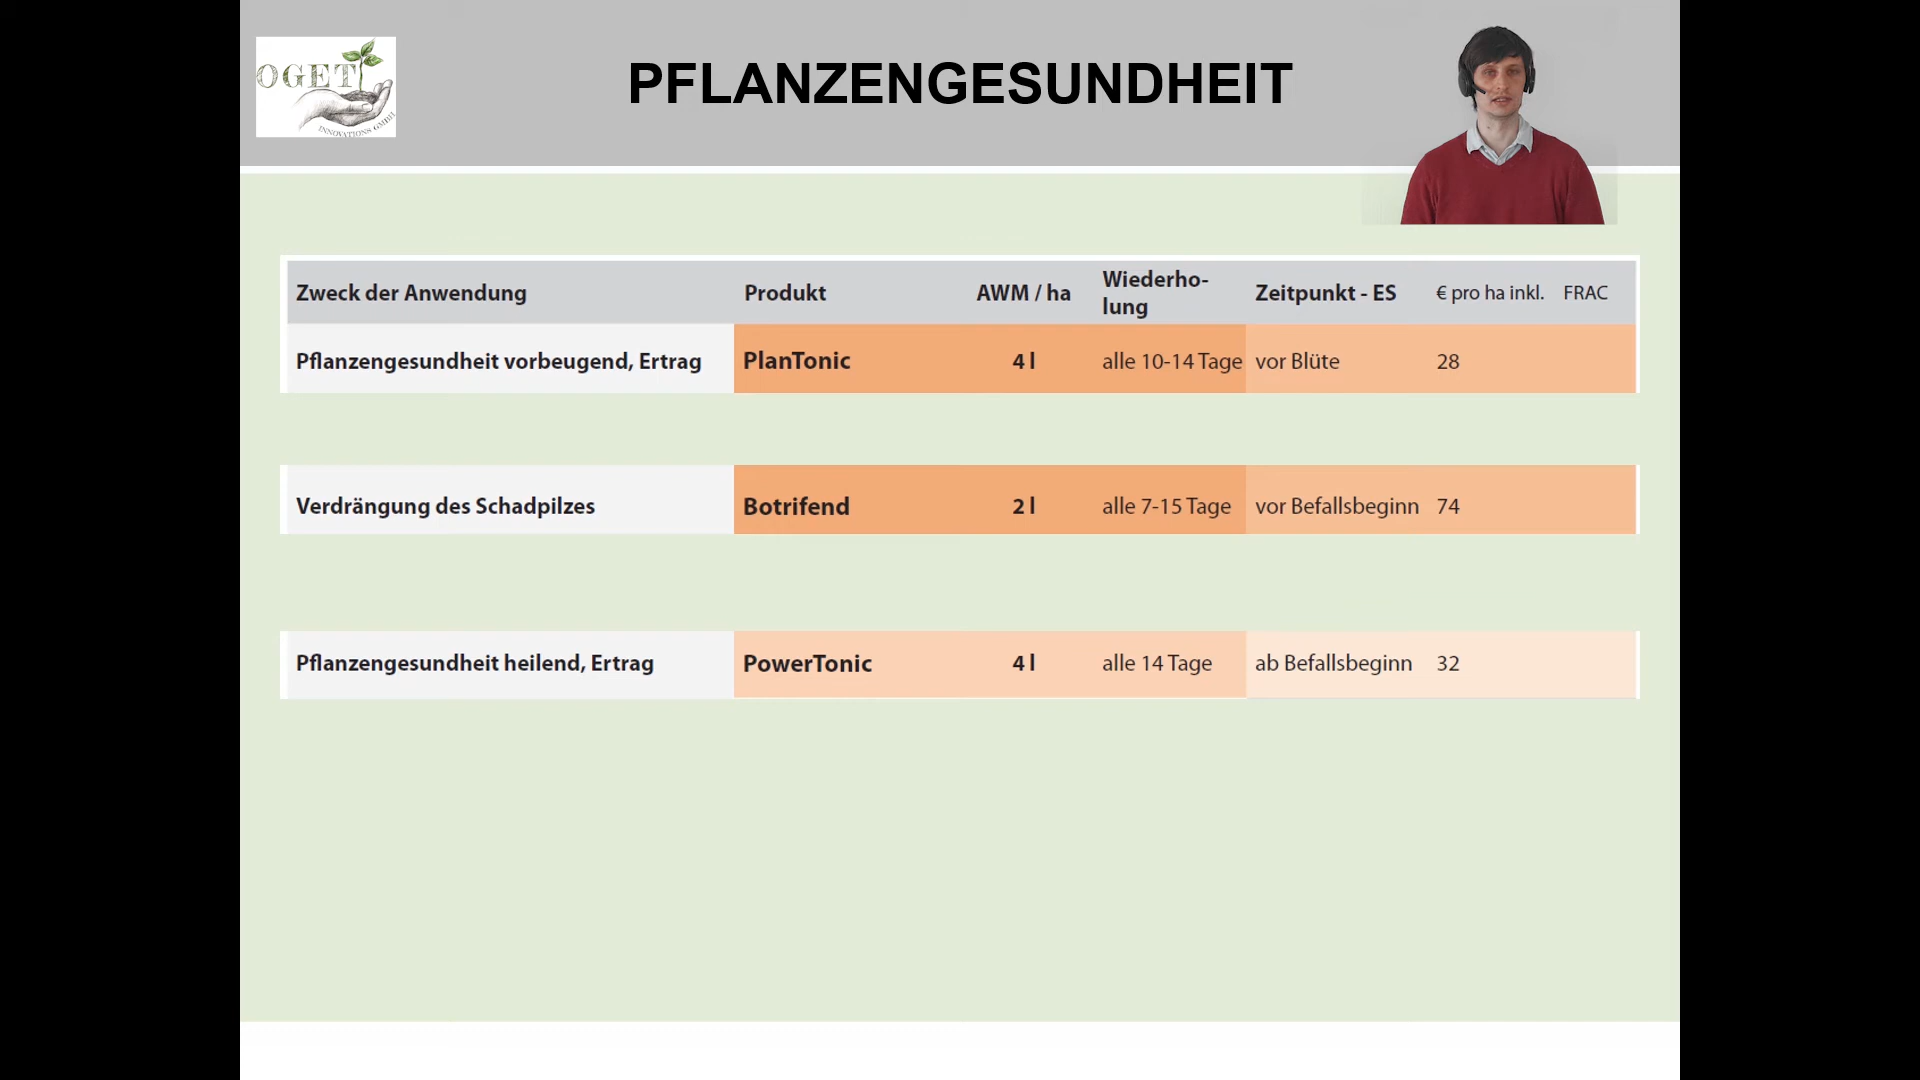 OGET
INNOVATIONS GMBH
PFLANZENGESUNDHEIT
Zweck der Anwendung Produkt AWM / ha Wiederho-
lung Zeitpunkt - ES € pro ha inkl. FRAC
Pflanzengesundheit vorbeugend, Ertrag PlanTonic 4 l alle 10-14 Tage vor Blüte 28
Verdrängung des Schadpilzes Botrifend 2 l alle 7-15 Tage vor Befallsbeginn 74
Pflanzengesundheit heilend, Ertrag PowerTonic 4 l alle 14 Tage ab Befallsbeginn 32